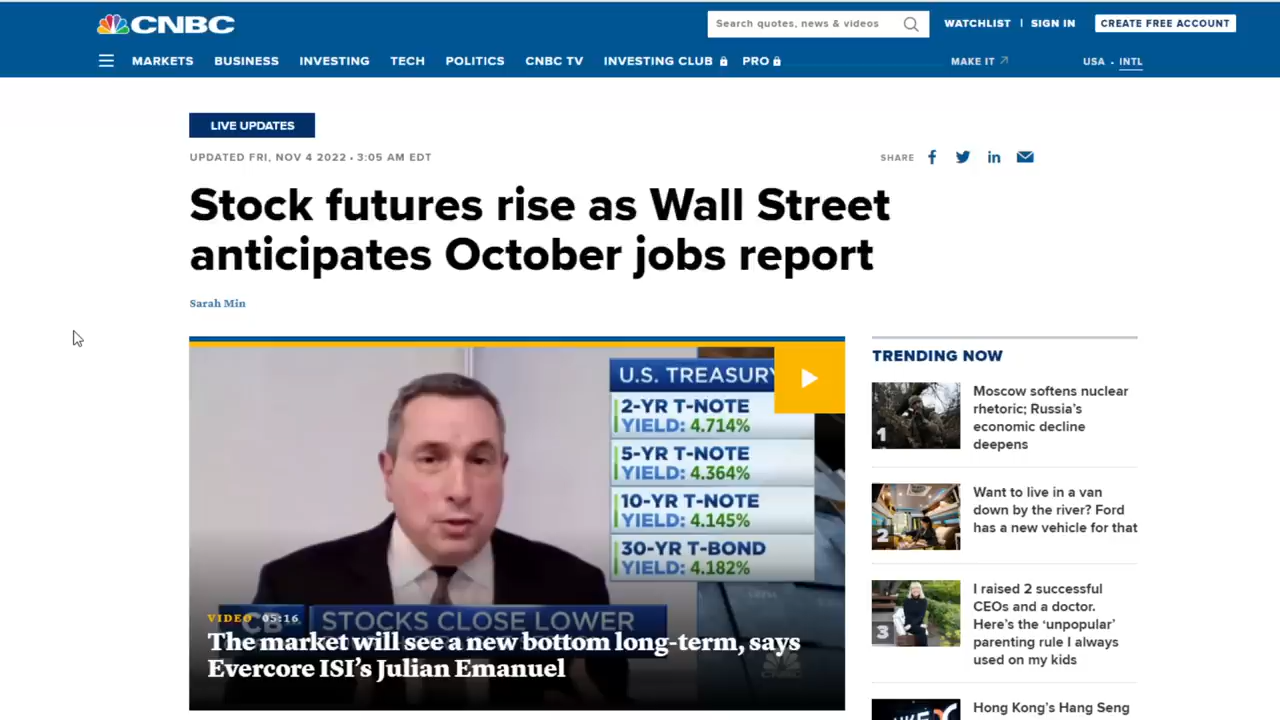 CNBC
Search quotes, news & videos
WATCHLIST | SIGN IN
CREATE FREE ACCOUNT
MARKETS BUSINESS INVESTING TECH POLITICS CNBC TV INVESTING CLUB PRO MAKE IT USA • INTL
LIVE UPDATES
UPDATED FRI, NOV 4 2022 • 3:05 AM EDT
SHARE
Stock futures rise as Wall Street
anticipates October jobs report
Sarah Min
U.S. TREASURY
2-YR T-NOTE
YIELD: 4.714%
5-YR T-NOTE
YIELD: 4.364%
10-YR T-NOTE
YIELD: 4.145%
30-YR T-BOND
YIELD: 4.182%
STOCKS CLOSE LOWER
VIDEO 05:16
The market will see a new bottom long-term, says
Evercore ISI's Julian Emanuel
CNBC
TRENDING NOW
1
Moscow softens nuclear
rhetoric; Russia's
economic decline
deepens
2
Want to live in a van
down by the river? Ford
has a new vehicle for that
3
I raised 2 successful
CEOs and a doctor.
Here's the 'unpopular'
parenting rule I always
used on my kids
Hong Kong's Hang Seng